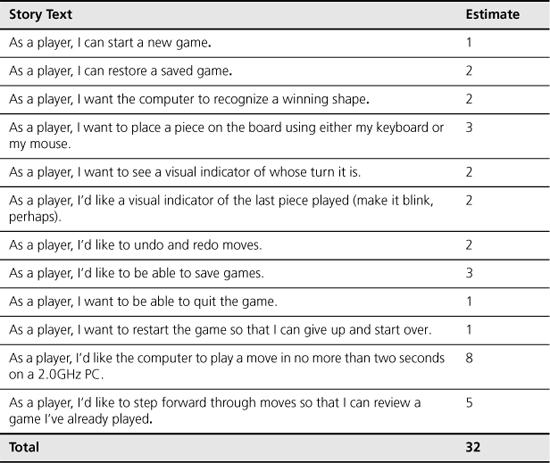 Story Text Estimate
As a player, I can start a new game. 1
As a player, I can restore a saved game. 2
As a player, I want the computer to recognize a winning shape. 2
As a player, I want to place a piece on the board using either my keyboard or 3
my mouse.
As a player, I want to see a visual indicator of whose turn it is. 2
As a player, I’d like a visual indicator of the last piece played (make it blink, 2
perhaps).
As a player, I’d like to undo and redo moves. 2
As a player, I’d like to be able to save games. 3
As a player, I want to be able to quit the game. 1
As a player, I want to restart the game so that I can give up and start over. 1
As a player, I’d like the computer to play a move in no more than two seconds 8
on a 2.0GHz PC.
As a player, I’d like to step forward through moves so that I can review a 5
game I’ve already played.
Total 32